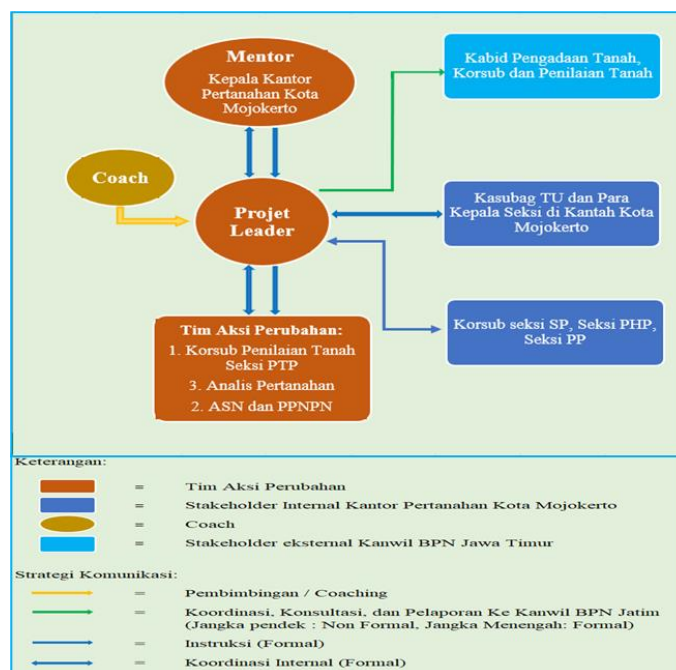 Mentor
Kepala Kantor
Pertanahan Kota
Mojokerto
Kabid Pengadaan Tanah,
Korsub dan Penilaian Tanah
Coach
Projet
Leader
Kasubag TU dan Para
Kepala Seksi di Kantah Kota
Mojokerto
Tim Aksi Perubahan:
1. Korsub Penilaian Tanah
Seksi PTP
3. Analis Pertanahan
2. ASN dan PPNPN
Korsub seksi SP, Seksi PHP,
Seksi PP
Keterangan:
= Tim Aksi Perubahan
= Stakeholder Internal Kantor Pertanahan Kota Mojokerto
= Coach
= Stakeholder eksternal Kanwil BPN Jawa Timur
Strategi Komunikasi:
= Pembimbingan / Coaching
= Koordinasi, Konsultasi, dan Pelaporan Ke Kanwil BPN Jatim
(Jangka pendek : Non Formal, Jangka Menengah: Formal)
= Instruksi (Formal)
= Koordinasi Internal (Formal)